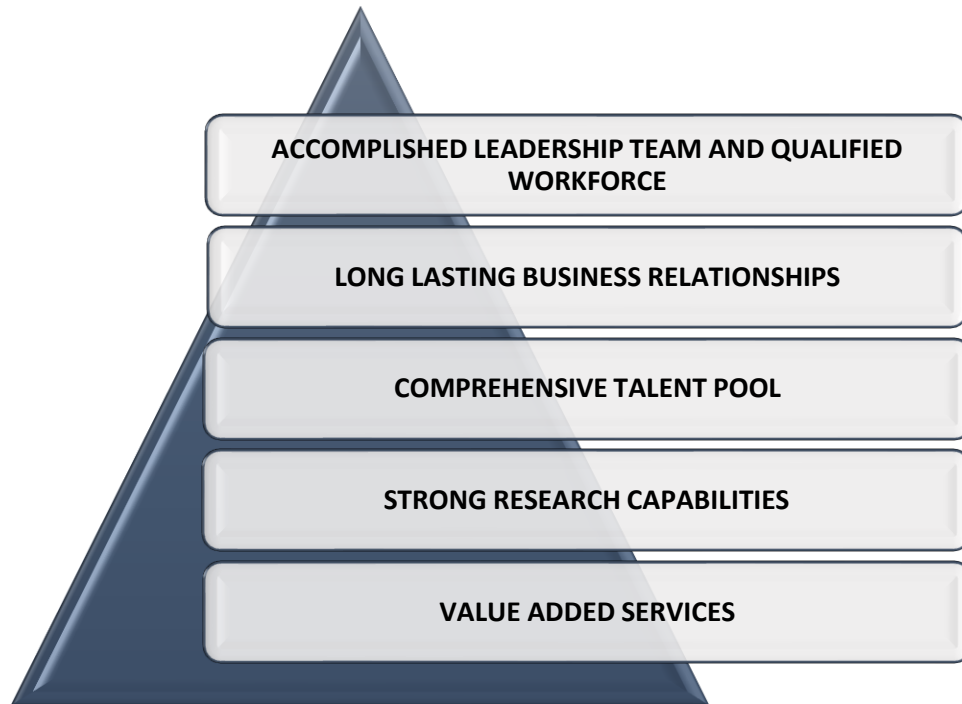 ACCOMPLISHED LEADERSHIP TEAM AND QUALIFIED
WORKFORCE
LONG LASTING BUSINESS RELATIONSHIPS
COMPREHENSIVE TALENT POOL
STRONG RESEARCH CAPABILITIES
VALUE ADDED SERVICES